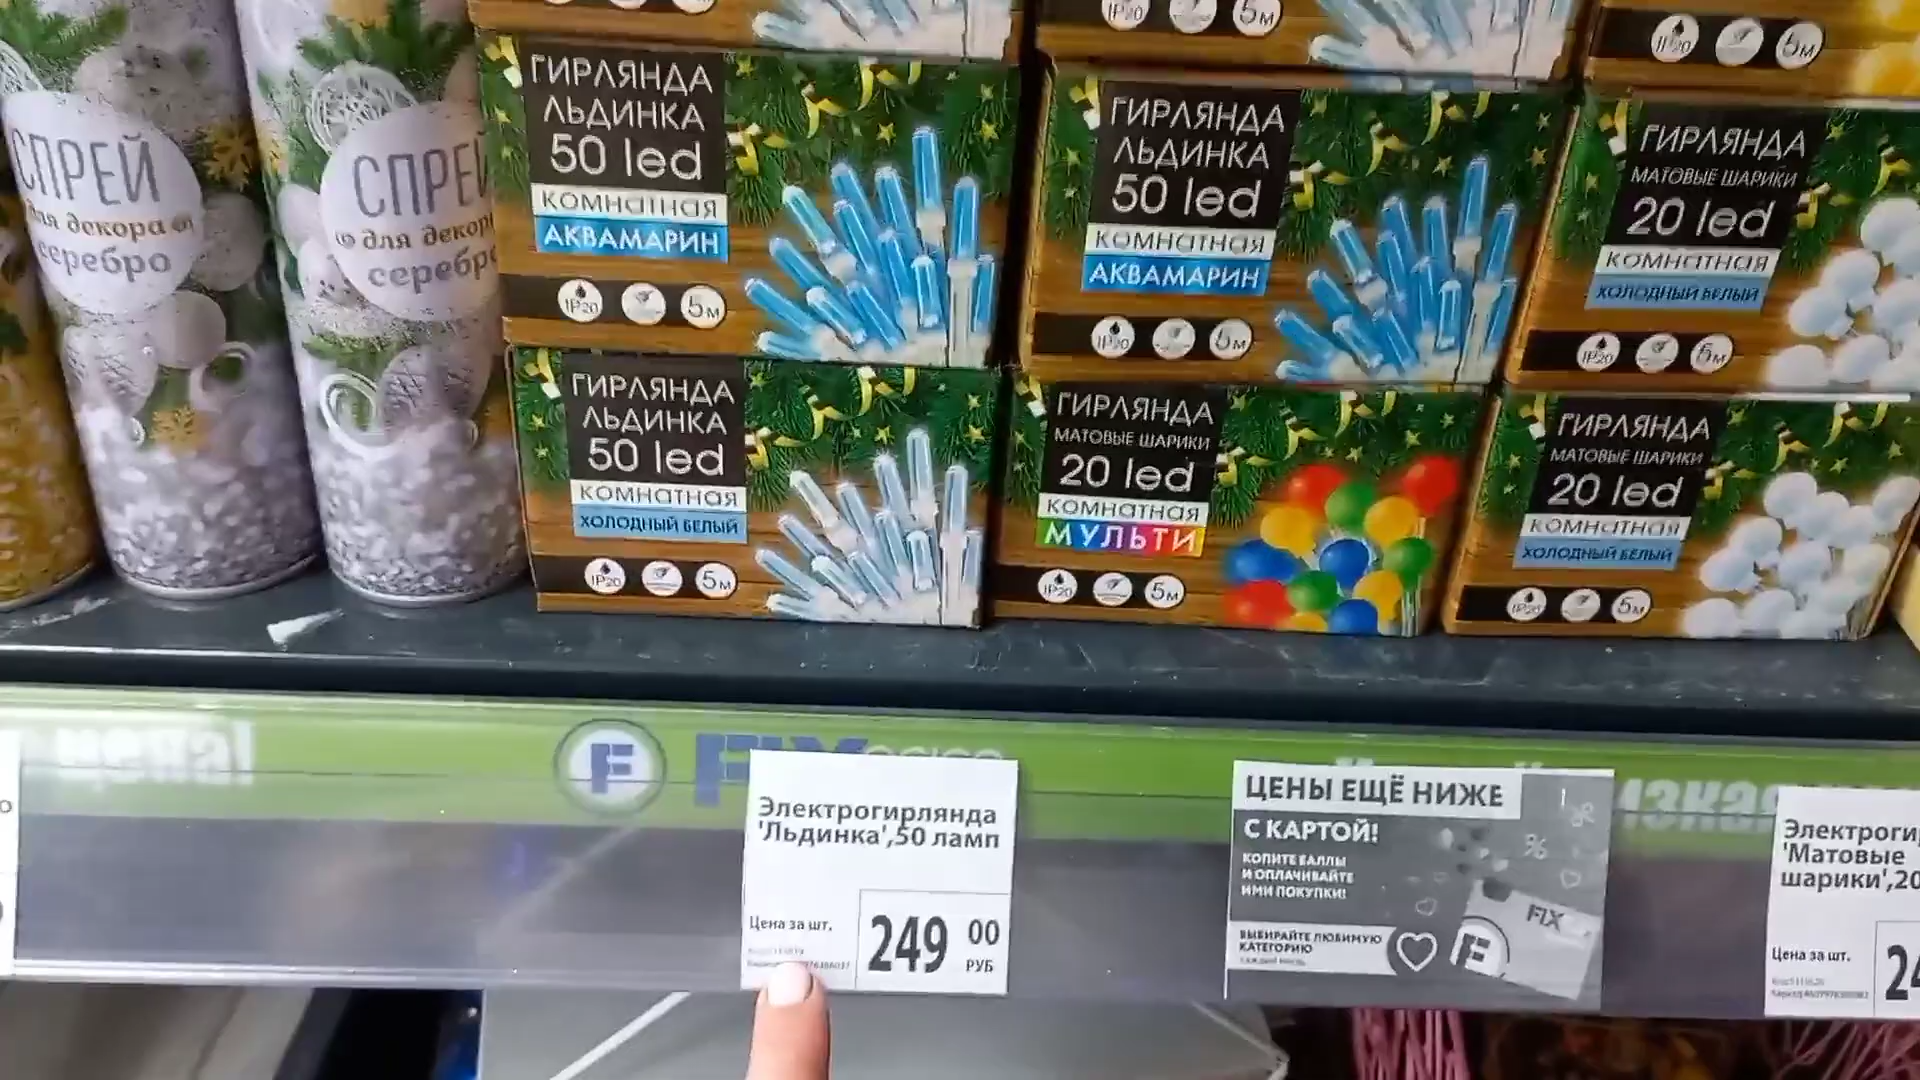 5м
IP20
5м
IP20
5м
СПРЕЙ
для декора
серебро
СПРЕЙ
для декор
серебро
ГИРЛЯНДА
ЛЬДИНКА
50 led
КОМНАТНАЯ
АКВАМАРИН
IP20
5м
ГИРЛЯНДА
ЛЬДИНКА
50 led
КОМНАТНАЯ
АКВАМАРИН
IP20
5м
ГИРЛЯНДА
МАТОВЫЕ ШАРИКИ
20 led
КОМНАТНАЯ
ХОЛОДНЫЙ БЕЛЫЙ
IP20
5м
ГИРЛЯНДА
ЛЬДИНКА
50 led
КОМНАТНАЯ
ХОЛОДНЫЙ БЕЛЫЙ
IP20
5м
ГИРЛЯНДА
МАТОВЫЕ ШАРИКИ
20 led
КОМНАТНАЯ
МУЛЬТИ
IP20
5м
ГИРЛЯНДА
МАТОВЫЕ ШАРИКИ
20 led
КОМНАТНАЯ
ХОЛОДНЫЙ БЕЛЫЙ
IP20
5м
F FIX
Электрогирлянда
'Льдинка',50 ламп
Цена за шт.
249 00
РУБ
ЦЕНЫ ЕЩЁ НИЖЕ
С КАРТОЙ!
КОПИТЕ БАЛЛЫ
И ОПЛАЧИВАЙТЕ
ИМИ ПОКУПКИ!
ВЫБИРАЙТЕ ЛЮБИМУЮ
КАТЕГОРИЮ
КАЖДЫЙ МЕСЯЦ
FIX
F
Электроги
'Матовые
шарики',20
Цена за шт.
24